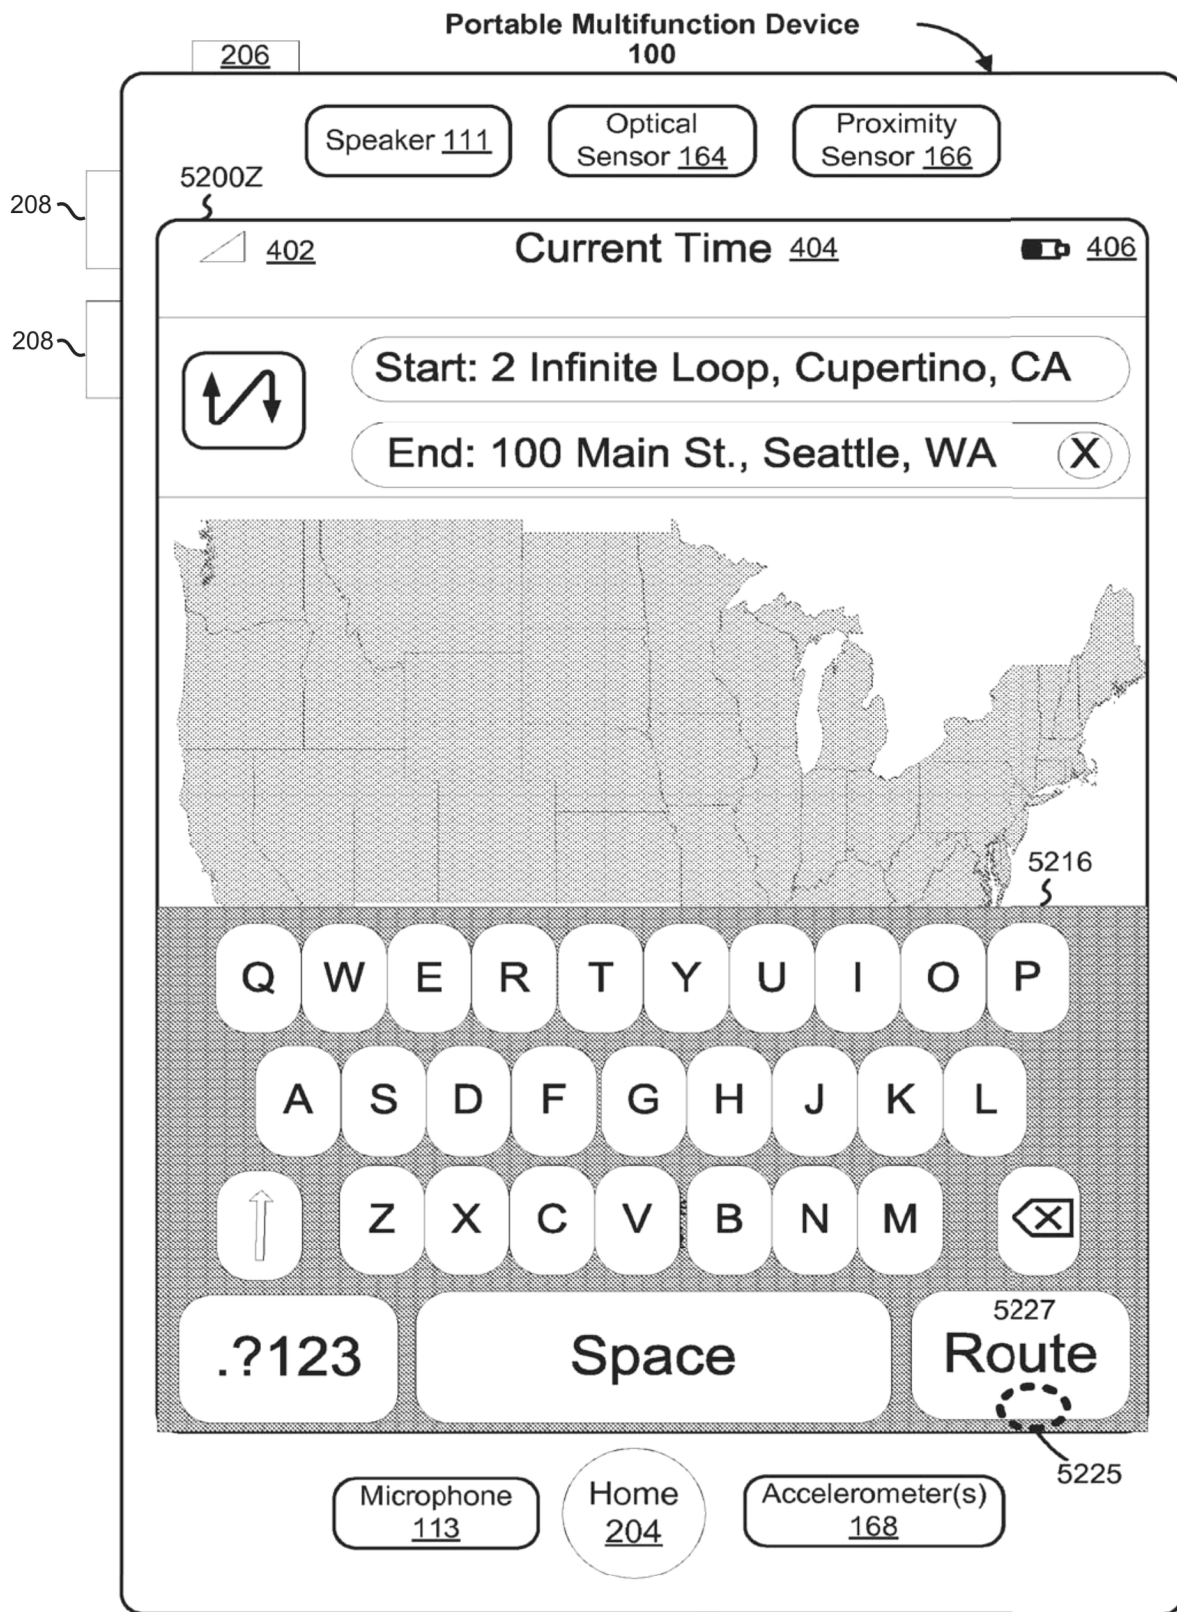 Portable Multifunction Device
100
206
Speaker 111
Optical
Sensor 164
Proximity
Sensor 166
5200Z
208
402
Current Time 404
406
208
Start: 2 Infinite Loop, Cupertino, CA
End: 100 Main St., Seattle, WA X
5216
Q W E R T Y U I O P
A S D F G H J K L
Z X C V B N M
.?123
Space
5227
Route
5225
Microphone
113
Home
204
Accelerometer(s)
168